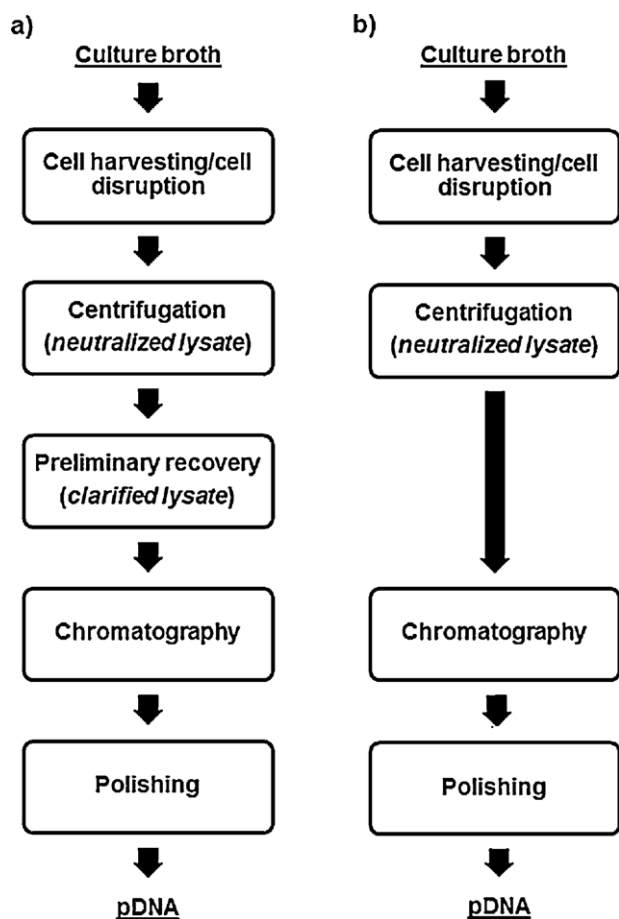 a)
Culture broth
Cell harvesting/cell
disruption
Centrifugation
(neutralized lysate)
Preliminary recovery
(clarified lysate)
Chromatography
Polishing
pDNA
b)
Culture broth
Cell harvesting/cell
disruption
Centrifugation
(neutralized lysate)
Chromatography
Polishing
pDNA